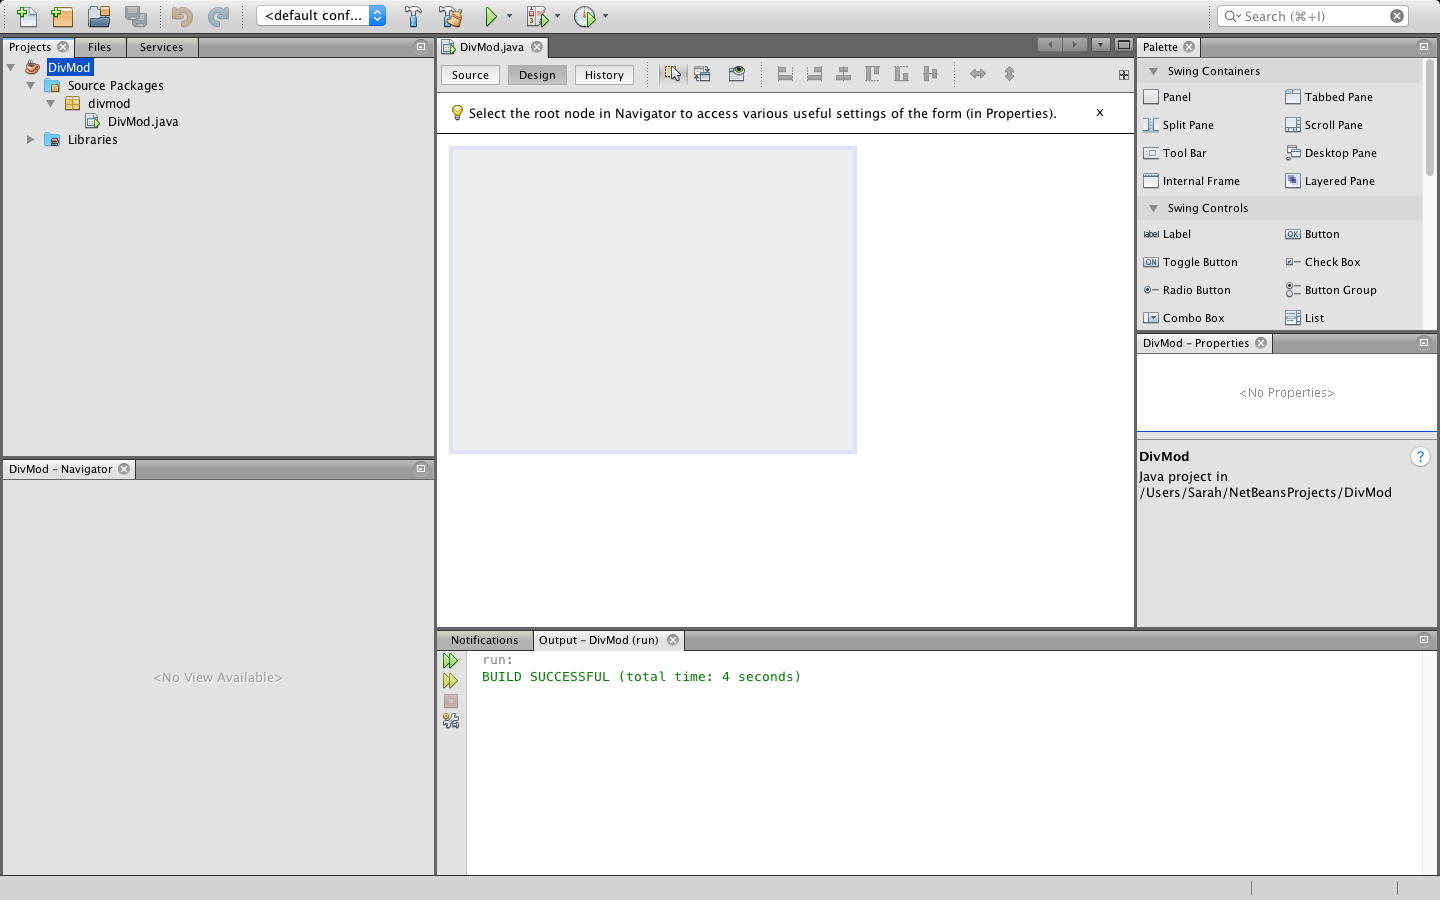 <default conf...
Search (⌘+I)
Projects
Files
Services
DivMod
Source Packages
divmod
DivMod.java
Libraries
DivMod - Navigator
<No View Available>
DivMod.java
Source
Design
History
Select the root node in Navigator to access various useful settings of the form (in Properties).
x
Palette
Swing Containers
Panel
Tabbed Pane
Split Pane
Scroll Pane
Tool Bar
Desktop Pane
Internal Frame
Layered Pane
Swing Controls
label
Label
OK
Button
ON
Toggle Button
Check Box
Radio Button
Button Group
Combo Box
List
DivMod - Properties
<No Properties>
DivMod
?
Java project in
/Users/Sarah/NetBeansProjects/DivMod
Notifications
Output - DivMod (run)
run:
BUILD SUCCESSFUL (total time: 4 seconds)